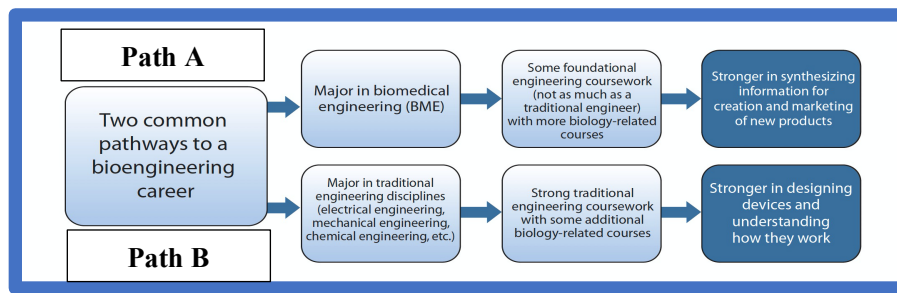 Path A
Two common
pathways to a
bioengineering
career
Path B
Major in biomedical
engineering (BME)
Some foundational
engineering coursework
(not as much as a
traditional engineer)
with more biology-related
courses
Stronger in synthesizing
information for
creation and marketing
of new products
Major in traditional
engineering disciplines
(electrical engineering,
mechanical engineering,
chemical engineering, etc.)
Strong traditional
engineering coursework
with some additional
biology-related courses
Stronger in designing
devices and
understanding
how they work